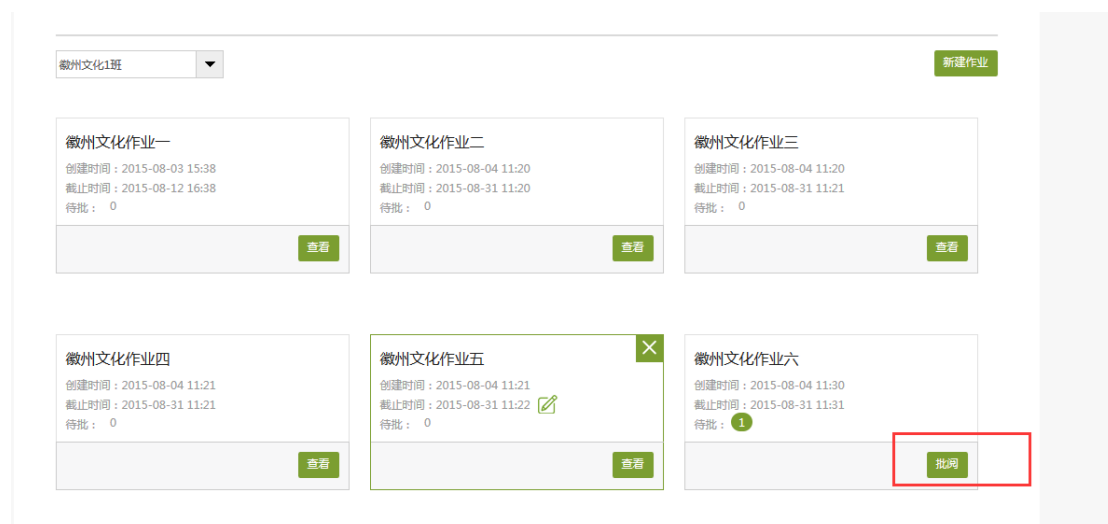 徽州文化1班
新建作业
徽州文化作业一
创建时间：2015-08-03 15:38
截止时间：2015-08-12 16:38
待批： 0
查看
徽州文化作业二
创建时间：2015-08-04 11:20
截止时间：2015-08-31 11:20
待批： 0
查看
徽州文化作业三
创建时间：2015-08-04 11:20
截止时间：2015-08-31 11:21
待批： 0
查看
徽州文化作业四
创建时间：2015-08-04 11:21
截止时间：2015-08-31 11:21
待批： 0
查看
徽州文化作业五
创建时间：2015-08-04 11:21
截止时间：2015-08-31 11:22
待批： 0
查看
徽州文化作业六
创建时间：2015-08-04 11:30
截止时间：2015-08-31 11:31
待批： 1
批阅